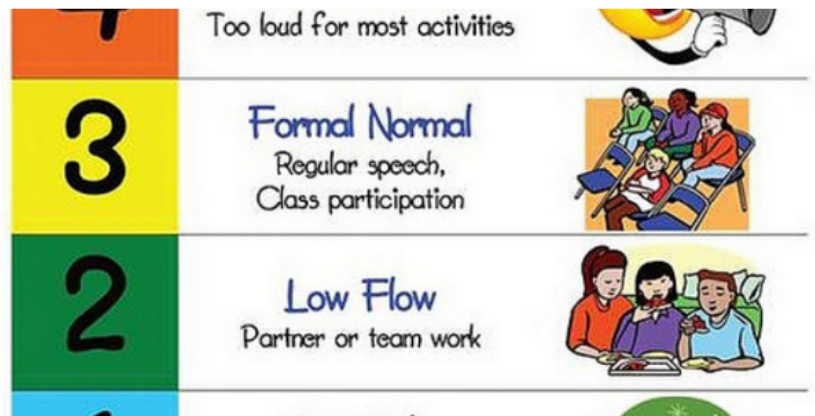 4
Too loud for most activities
3
Formal Normal
Regular speech,
Class participation
2
Low Flow
Partner or team work